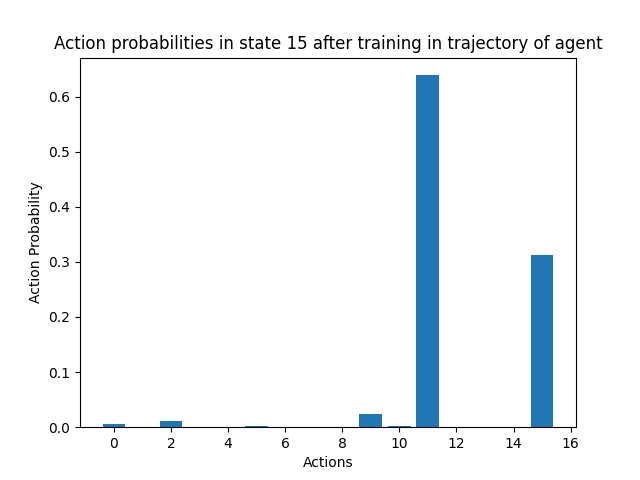 Action probabilities in state 15 after training in trajectory of agent
0.6
0.5
0.4
0.3
0.2
0.1
0.0
Action Probability
0 2 4 6 8 10 12 14 16
Actions